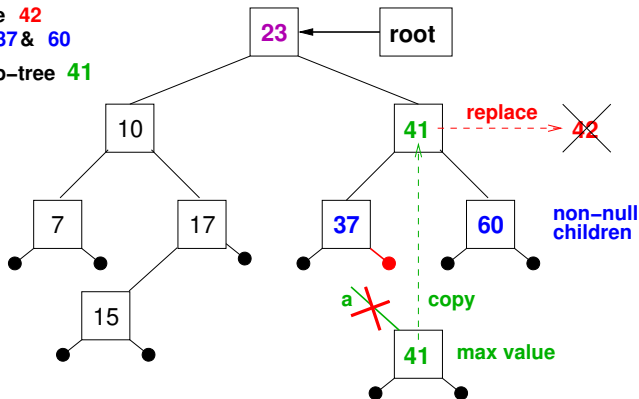 e 42
37 & 60
o-tree 41
23
root
10
41
replace
42
7
17
37
60
non-null
children
15
a
copy
41
max value